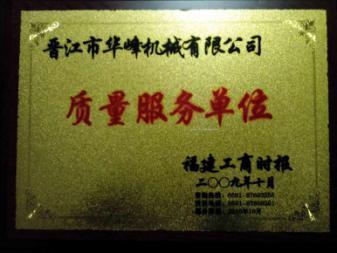 晋江市华峰机械有限公司
质量服务单位
福建工商时报
二〇〇九年十月